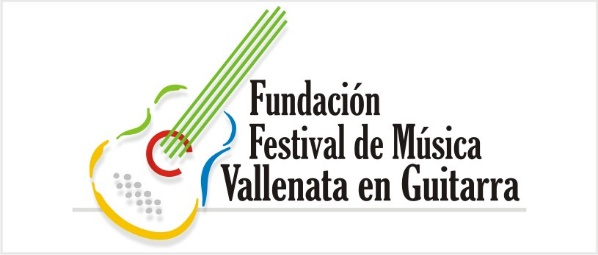 Fundación
Festival de Música
Vallenata en Guitarra